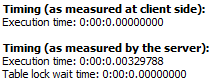 Timing (as measured at client side):
Execution time: 0:00:0.00000000
Timing (as measured by the server):
Execution time: 0:00:0.00329788
Table lock wait time: 0:00:0.00000000